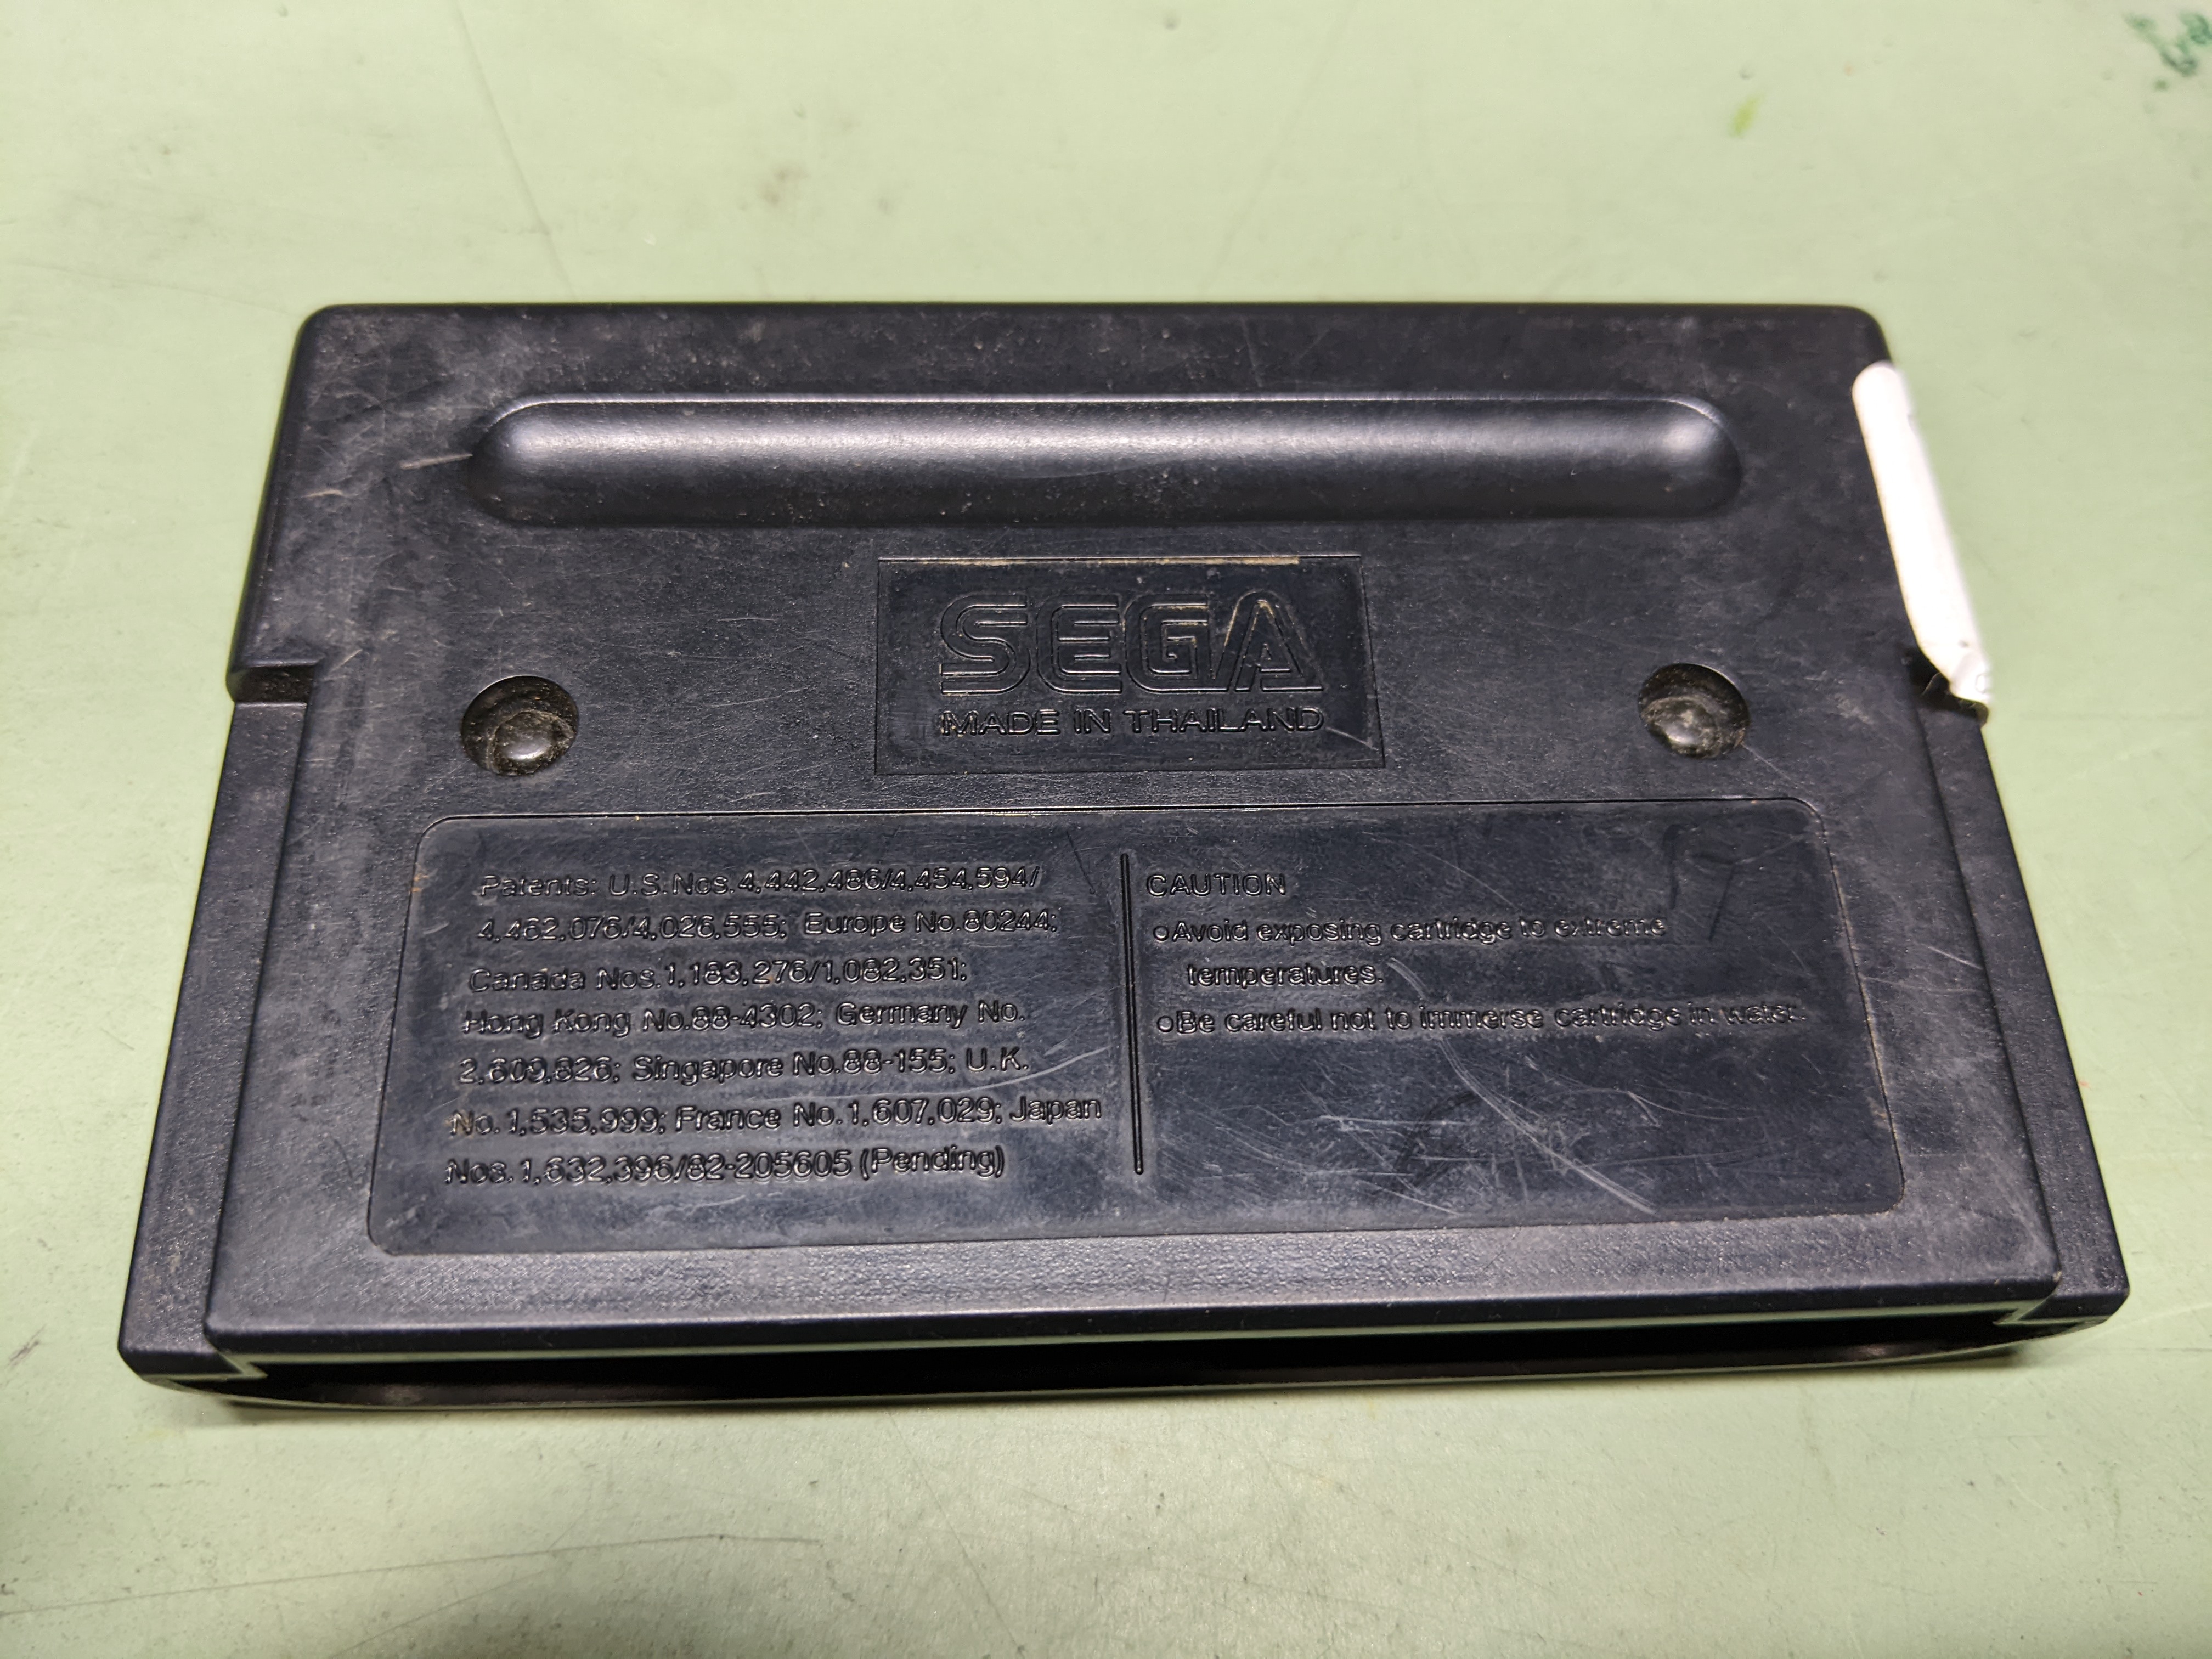 SEGA
MADE IN THAILAND
Patents: U.S. Nos. 4,442,486/4,454,594/
4,462,076/4,026,555; Europe No. 80244;
Canada Nos. 1,183,276/1,082,351;
Hong Kong No. 88-4302; Germany No.
2,609,826; Singapore No. 88-155; U.K.
No. 1,535,999; France No. 1,607,029; Japan
Nos. 1,632,396/82-205605 (Pending)
CAUTION
○Avoid exposing cartridge to extreme
temperatures.
○Be careful not to immerse cartridge in water.